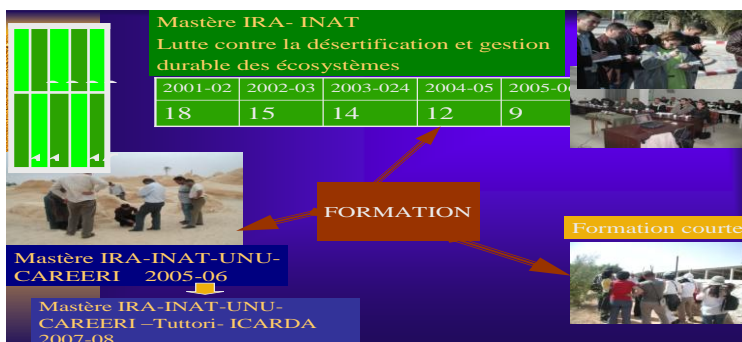 Mastère IRA- INAT
Lutte contre la désertification et gestion
durable des écosystèmes
2001-02 2002-03 2003-024 2004-05 2005-06
18 15 14 12 9
FORMATION
Formation courte
Mastère IRA-INAT-UNU-
CAREERI 2005-06
Mastère IRA-INAT-UNU-
CAREERI –Tuttori- ICARDA
2007-08